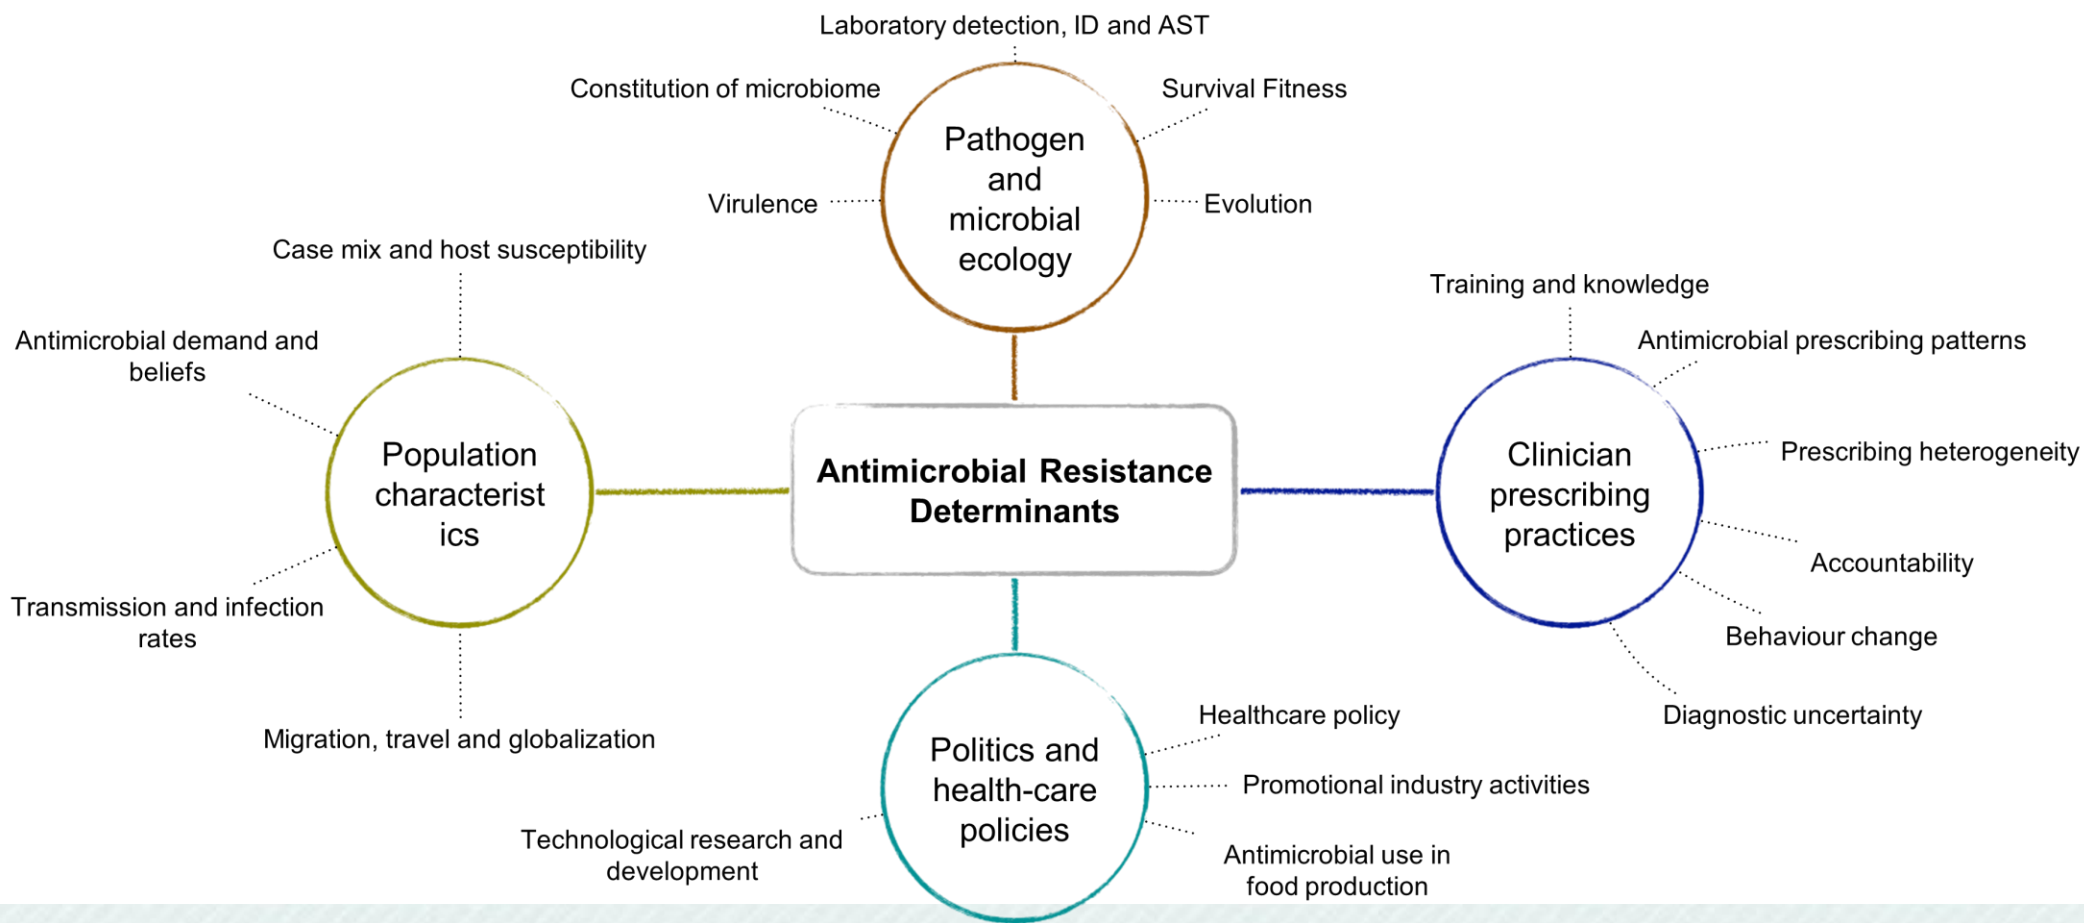 Laboratory detection, ID and AST
Constitution of microbiome
Survival Fitness
Pathogen
and
microbial
ecology
Virulence
Evolution
Case mix and host susceptibility
Antimicrobial demand and
beliefs
Population
characterist
ics
Transmission and infection
rates
Migration, travel and globalization
Antimicrobial Resistance
Determinants
Training and knowledge
Antimicrobial prescribing patterns
Prescribing heterogeneity
Clinician
prescribing
practices
Accountability
Behaviour change
Diagnostic uncertainty
Politics and
health-care
policies
Healthcare policy
Promotional industry activities
Antimicrobial use in
food production
Technological research and
development